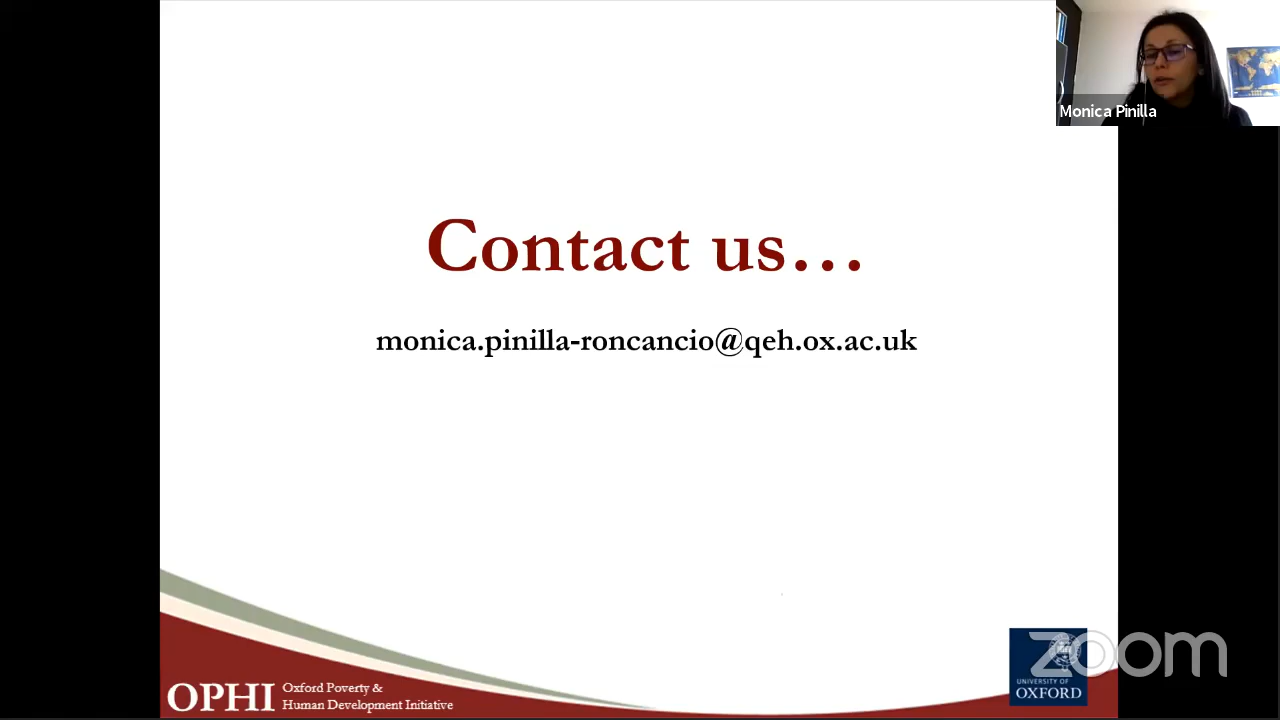 Monica Pinilla
Contact us…
monica.pinilla-roncancio@qeh.ox.ac.uk
OPHI
Oxford Poverty &
Human Development Initiative
UNIVERSITY OF
OXFORD
zoom